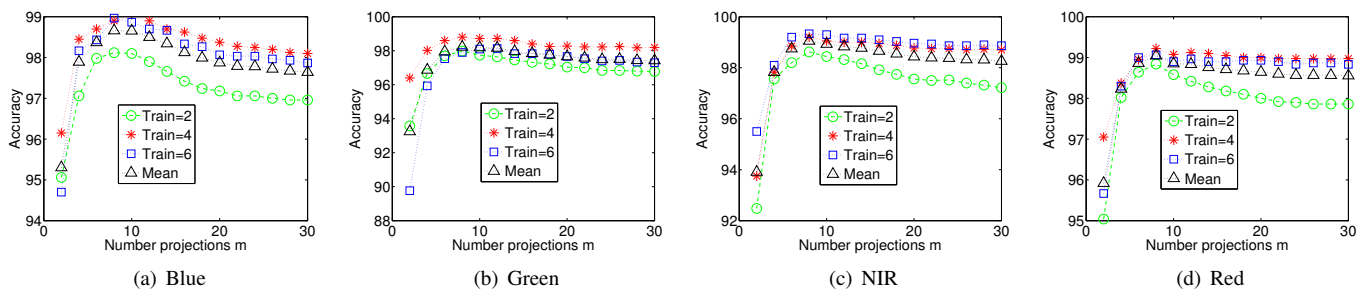 99
98
97
96
95
94
0
10
20
30
Accuracy
Number projections m
Train=2
Train=4
Train=6
Mean
(a) Blue
100
98
96
94
92
90
88
0
10
20
30
Accuracy
Number projections m
Train=2
Train=4
Train=6
Mean
(b) Green
100
98
96
94
92
0
10
20
30
Accuracy
Number projections m
Train=2
Train=4
Train=6
Mean
(c) NIR
100
99
98
97
96
95
0
10
20
30
Accuracy
Number projections m
Train=2
Train=4
Train=6
Mean
(d) Red